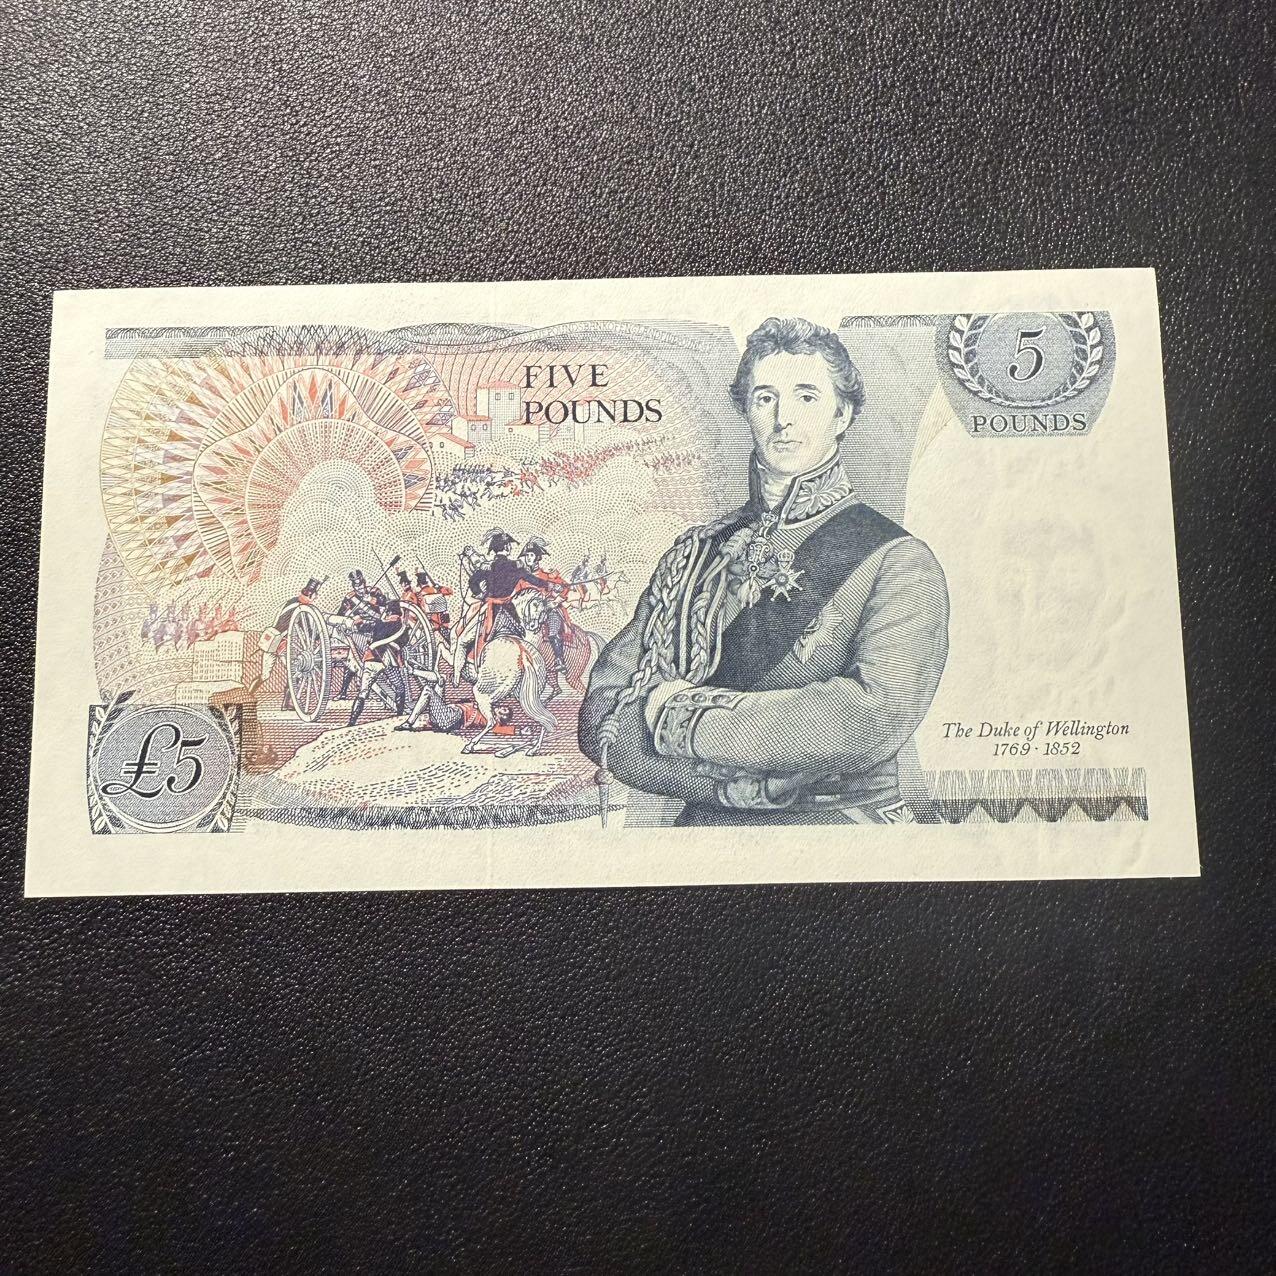 FIVE
POUNDS
5
POUNDS
The Duke of Wellington
1769 · 1852
£5